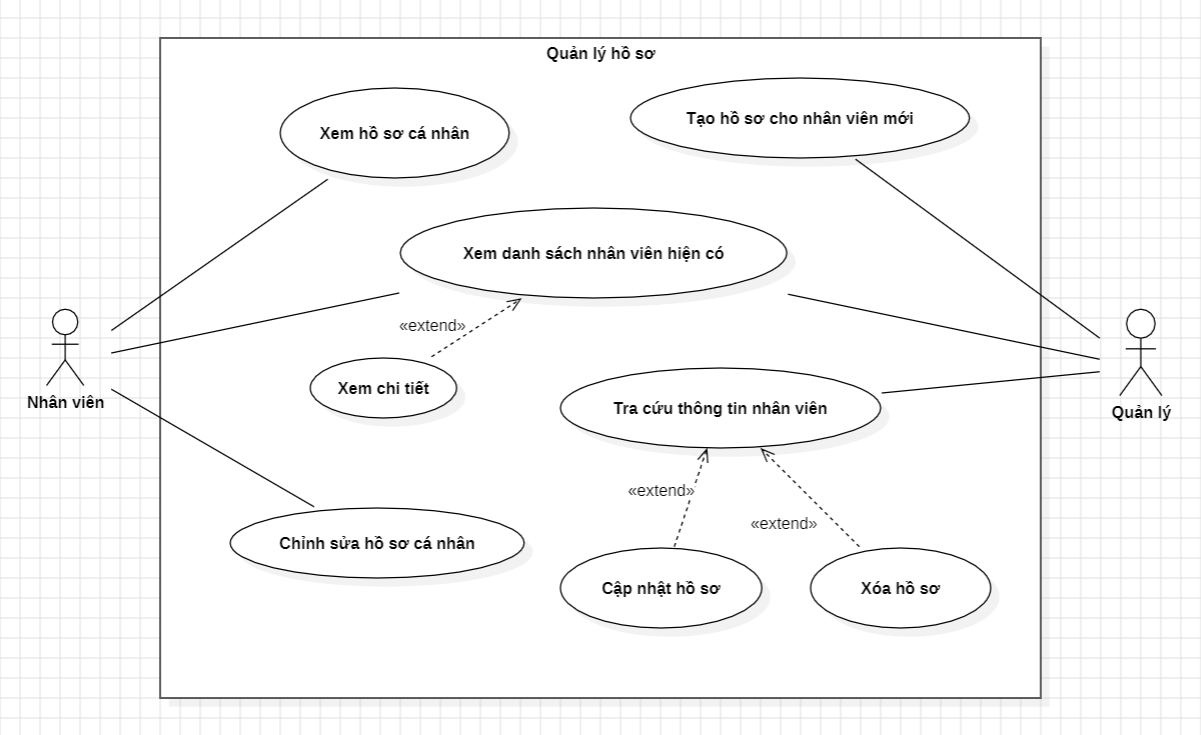 Quản lý hồ sơ
Xem hồ sơ cá nhân
Tạo hồ sơ cho nhân viên mới
Xem danh sách nhân viên hiện có
«extend»
Xem chi tiết
Tra cứu thông tin nhân viên
Nhân viên
Quản lý
«extend»
«extend»
Chỉnh sửa hồ sơ cá nhân
Cập nhật hồ sơ
Xóa hồ sơ